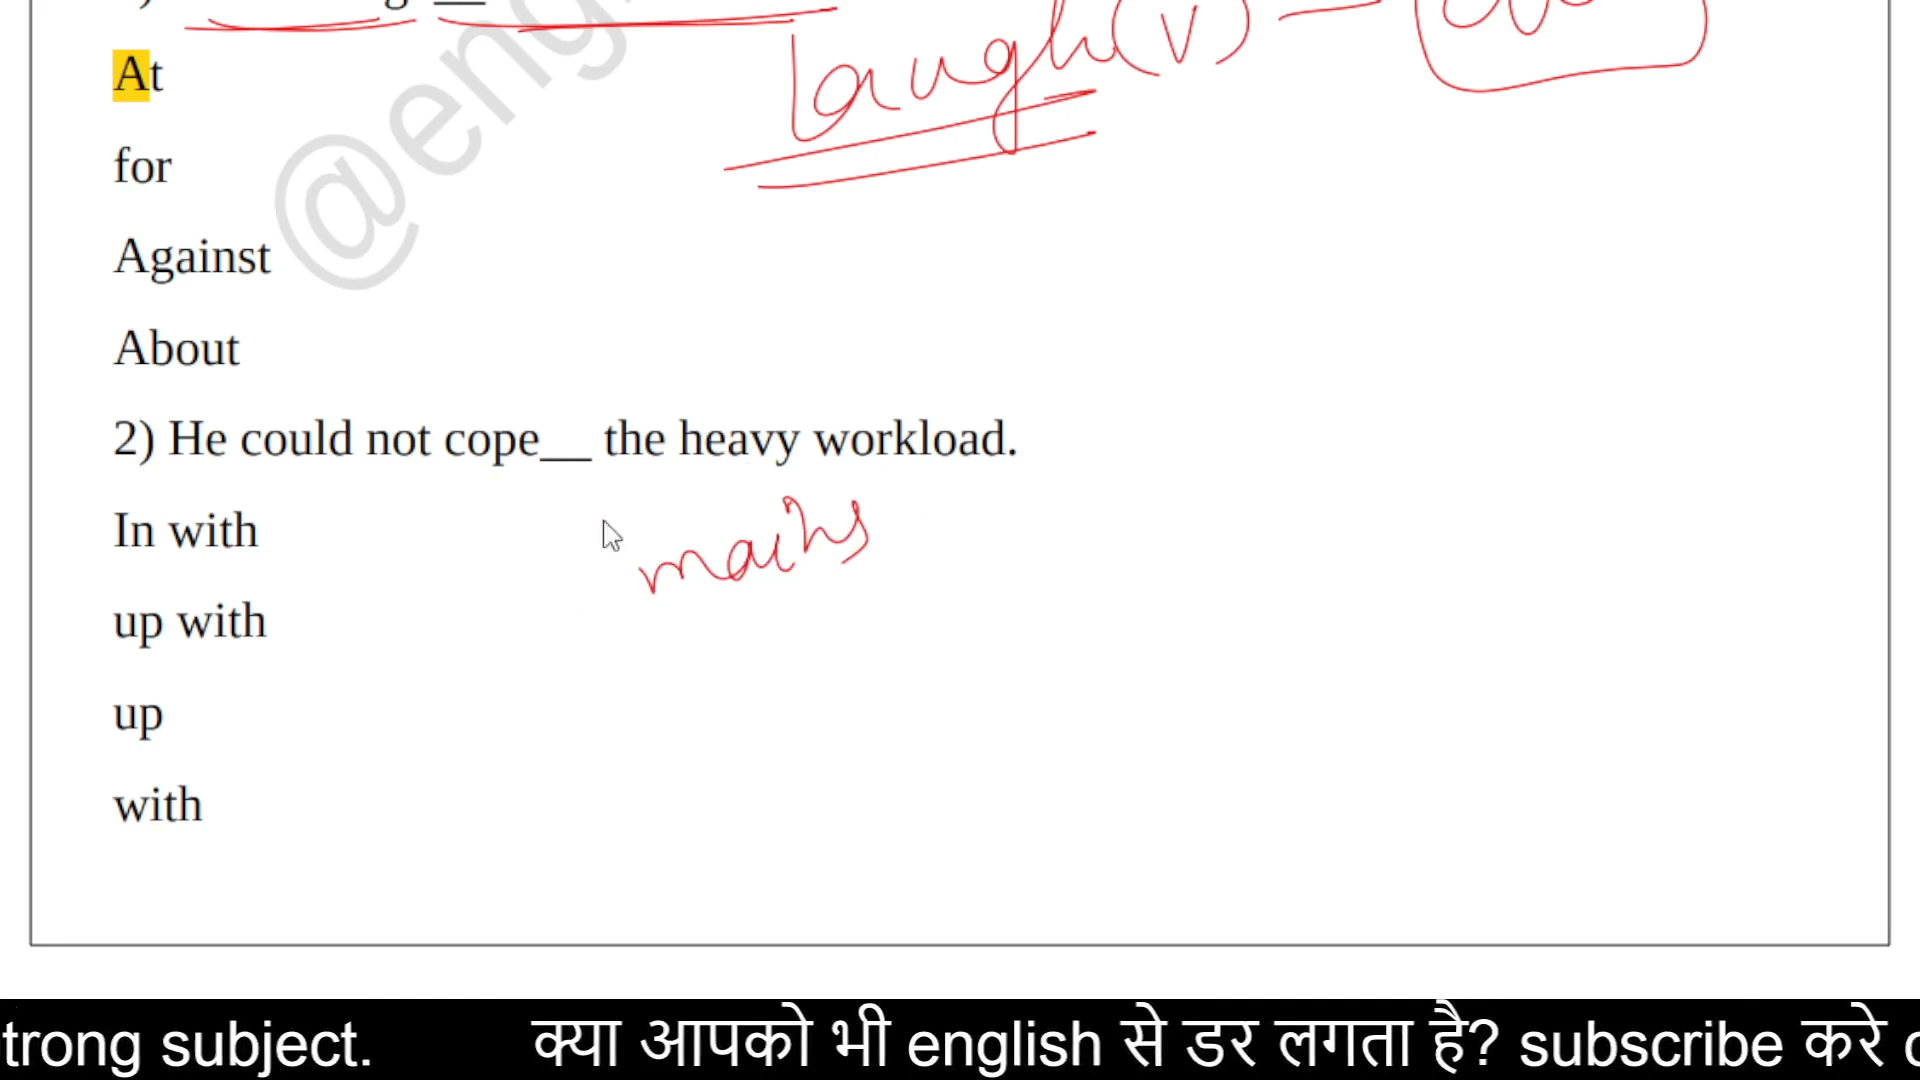 laugh (v) —
At
@eng
for
Against
About
2) He could not cope__ the heavy workload.
In with
mains
up with
up
with
trong subject. क्या आपको भी english से डर लगता है? subscribe करे